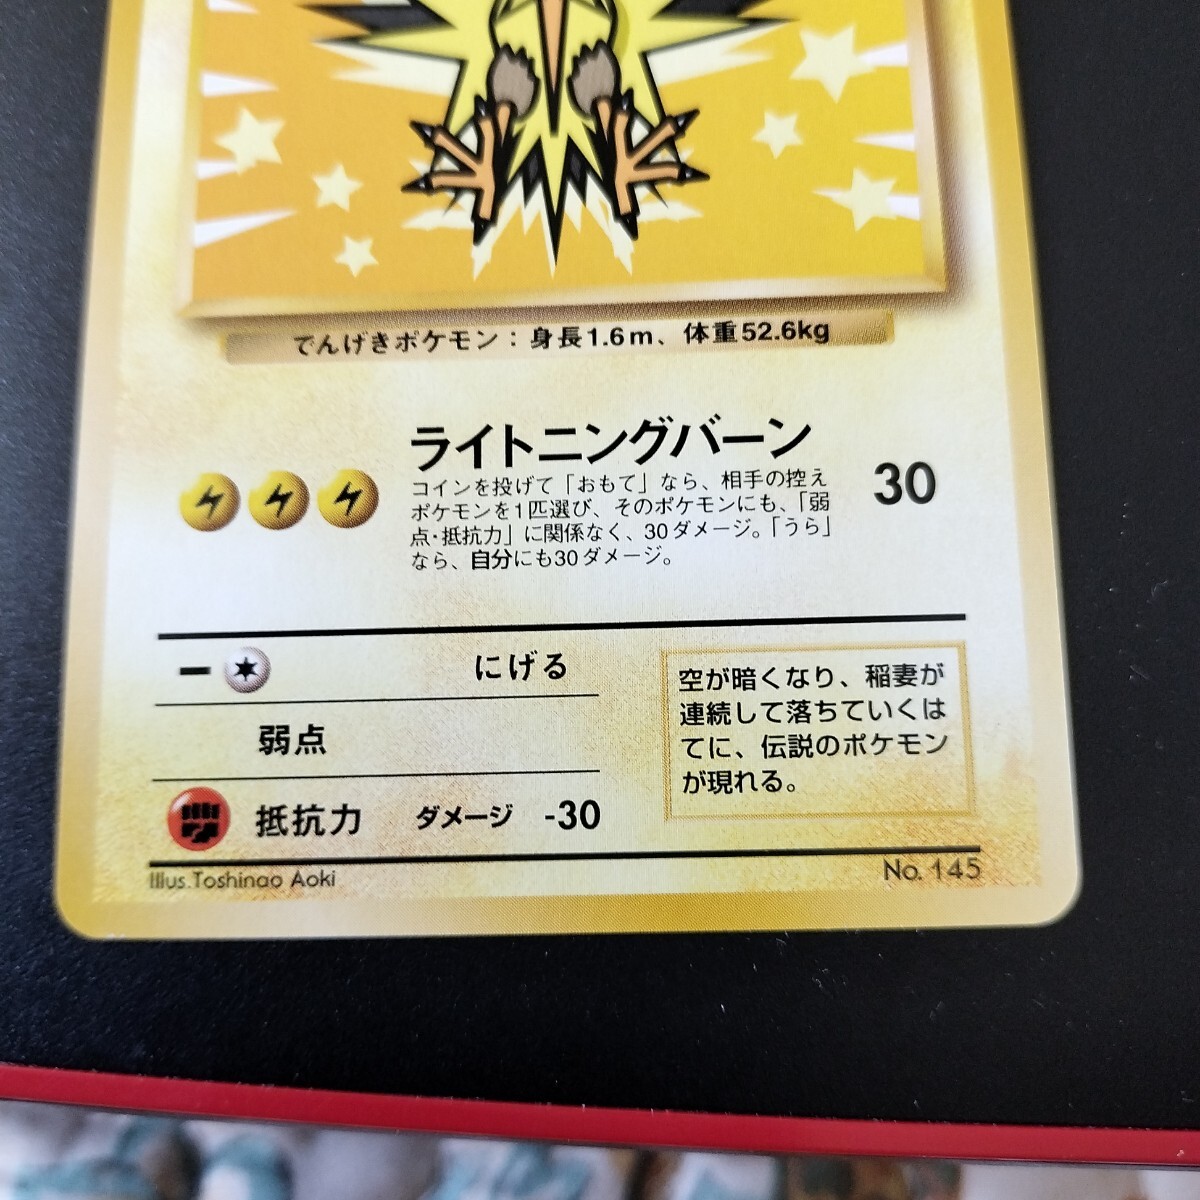 でんげきポケモン：身長1.6m、体重52.6kg
ライトニングバーン
コインを投げて「おもて」なら、相手の控え
ポケモンを1匹選び、そのポケモンにも、「弱
点・抵抗力」に関係なく、30ダメージ。「うら」
なら、自分にも30ダメージ。
30
にげる
弱点
抵抗力 ダメージ -30
空が暗くなり、稲妻が
連続して落ちていくは
てに、伝説のポケモン
が現れる。
Illus.Toshinao Aoki
No. 145